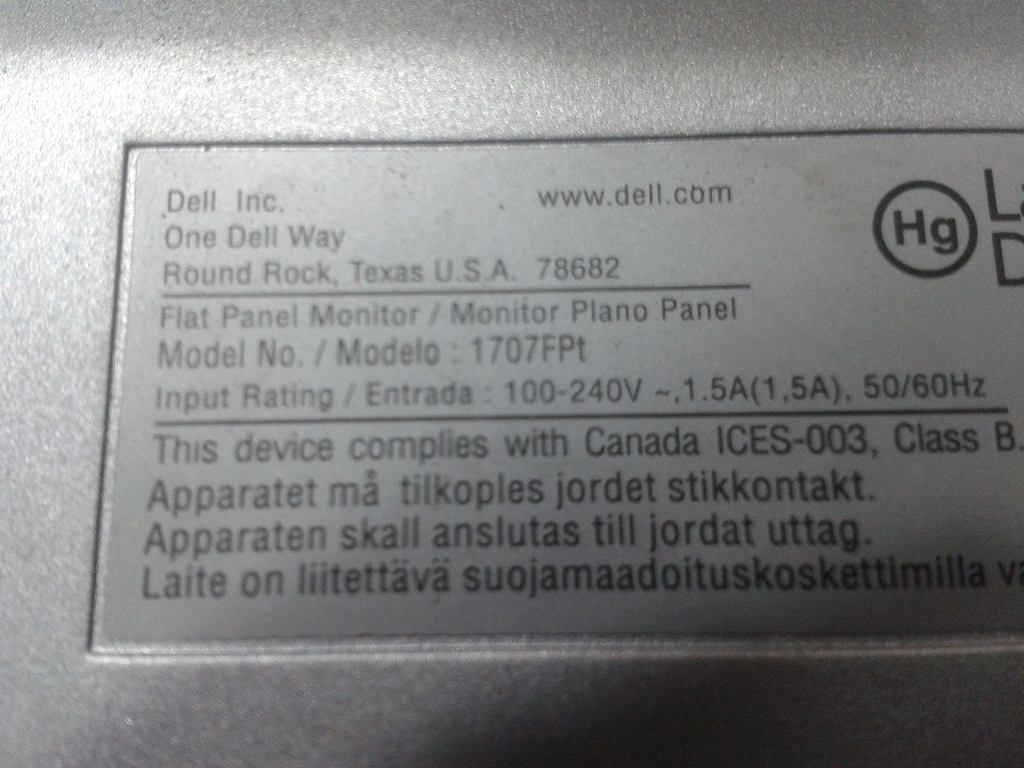 Dell Inc. www.dell.com
One Dell Way
Round Rock, Texas U.S.A. 78682
Hg
Flat Panel Monitor / Monitor Plano Panel
Model No. / Modelo : 1707FPt
Input Rating / Entrada : 100-240V ~,1.5A(1,5A), 50/60Hz
This device complies with Canada ICES-003, Class B.
Apparatet må tilkoples jordet stikkontakt.
Apparaten skall anslutas till jordat uttag.
Laite on liitettävä suojamaadoituskoskettimilla